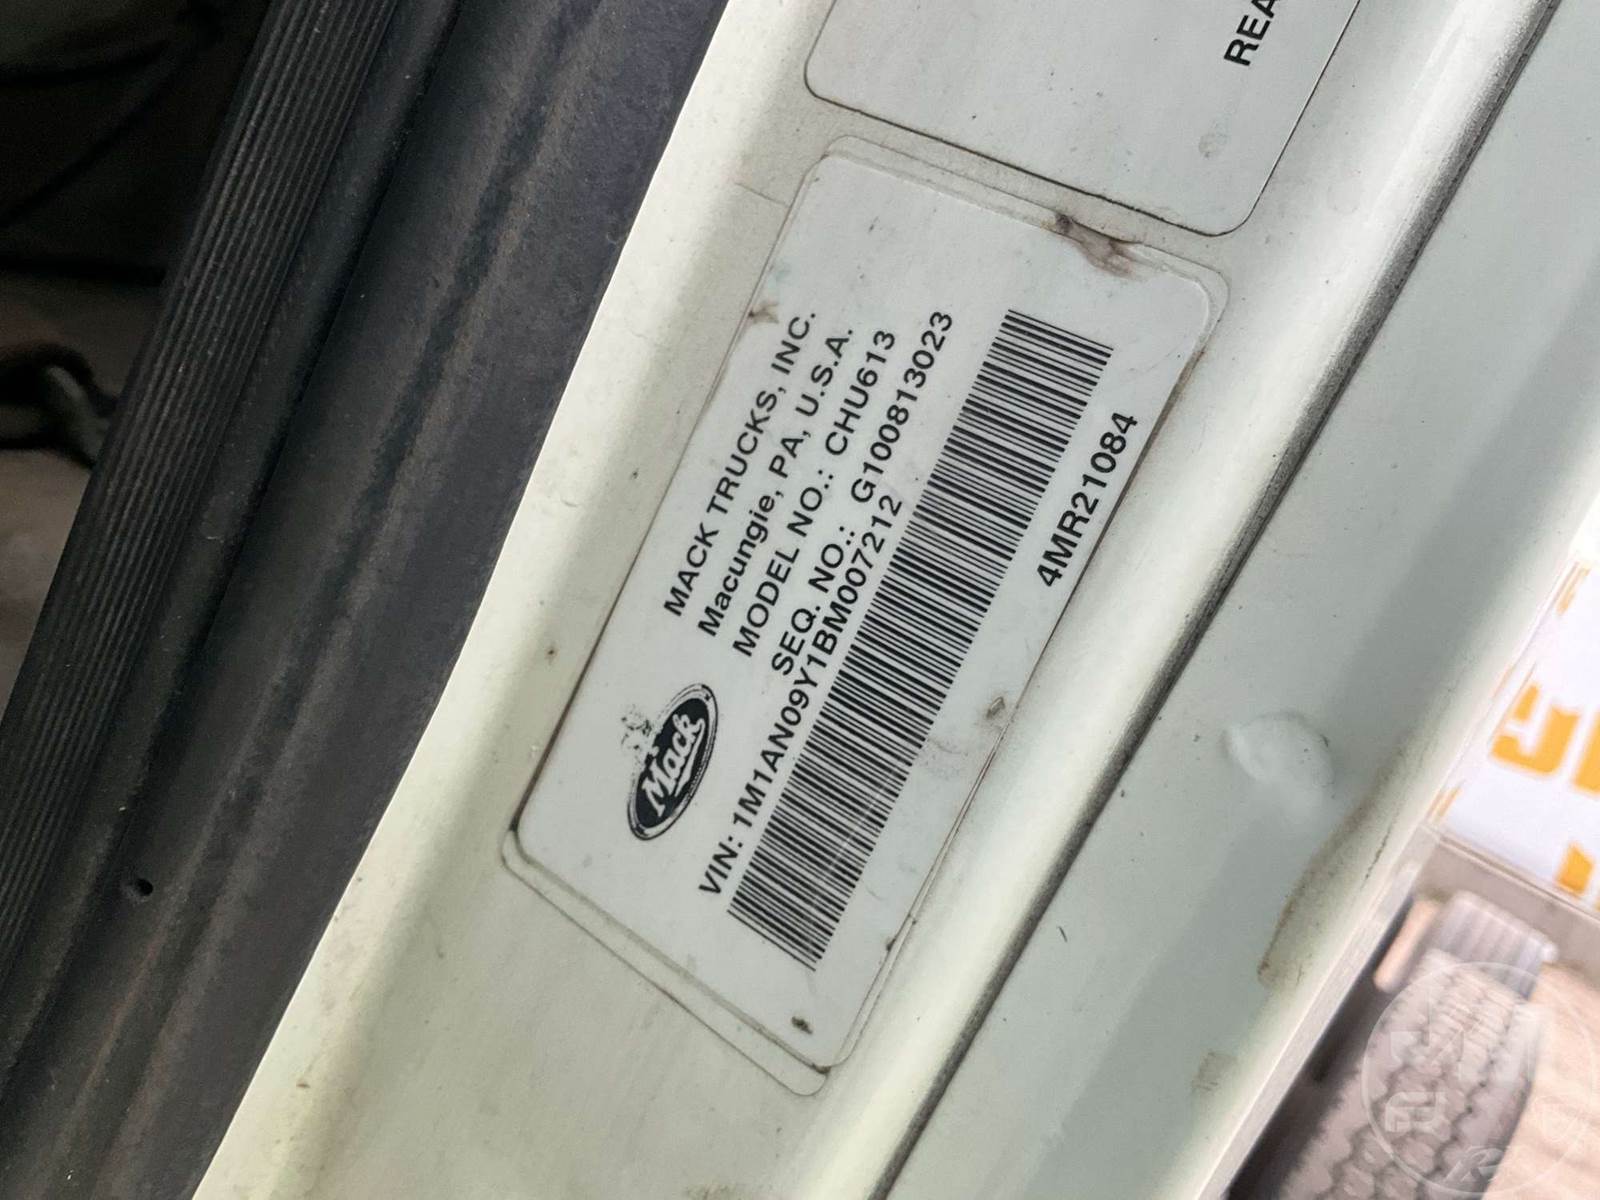 REA
MACK TRUCKS, INC.
Macungie, PA, U.S.A.
MODEL NO.: CHU613
SEQ. NO.: G100813023
Mack
VIN: 1M1AN09Y1BM007212
4MR21084